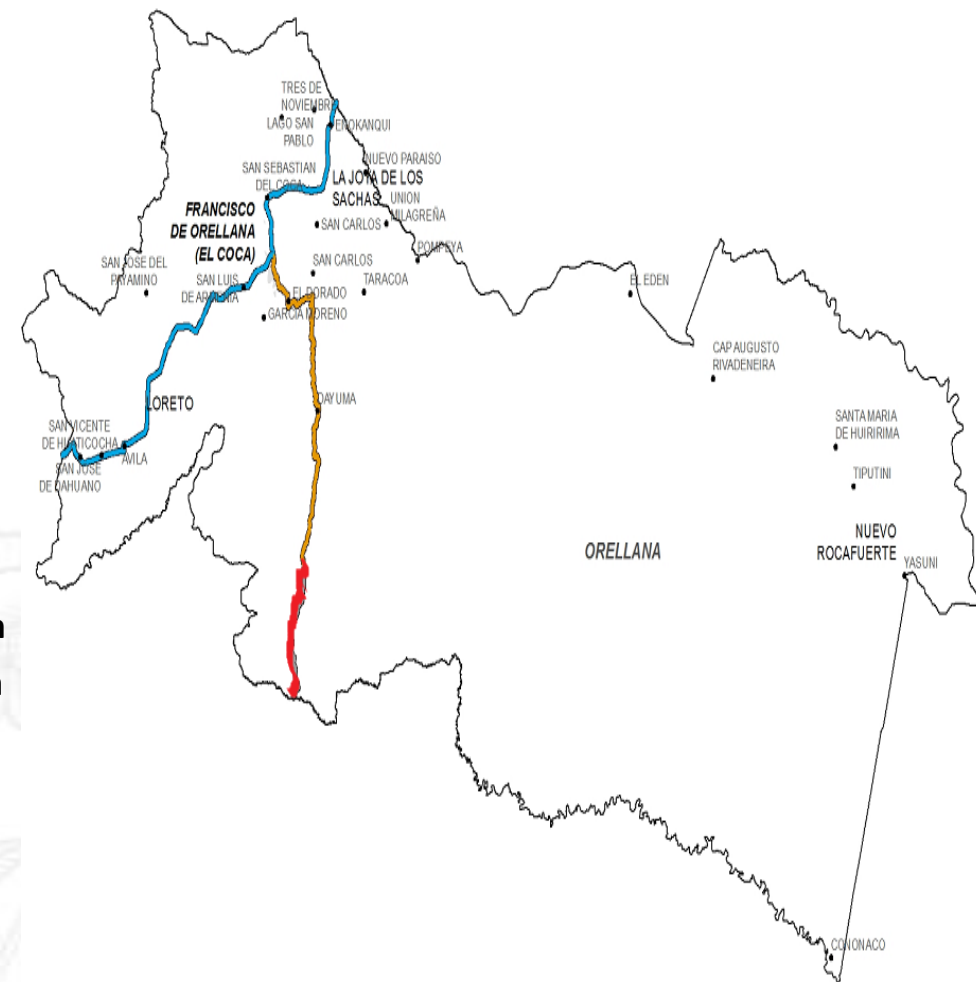 TRES DE
NOVIEMBRE
LAGO SAN
PABLO
ENOKANQUI
NUEVO PARAISO
SAN SEBASTIAN
DEL COCA
LA JOYA DE LOS
SACHAS
UNION
MILAGREÑA
FRANCISCO
DE ORELLANA
(EL COCA)
SAN CARLOS
POMPEYA
SAN JOSE DEL
PAYAMINO
SAN CARLOS
SAN LUIS
DE ARMENIA
TARACOA
EL DORADO
GARCIA MORENO
EL EDEN
CAP AUGUSTO
RIVADENEIRA
DAYUMA
LORETO
SAN VICENTE
DE HUATICOCHA
AVILA
SAN JOSE
DE DAHUANO
SANTA MARIA
DE HUIRIRIMA
TIPUTINI
ORELLANA
NUEVO
ROCAFUERTE
YASUNI
CONONACO